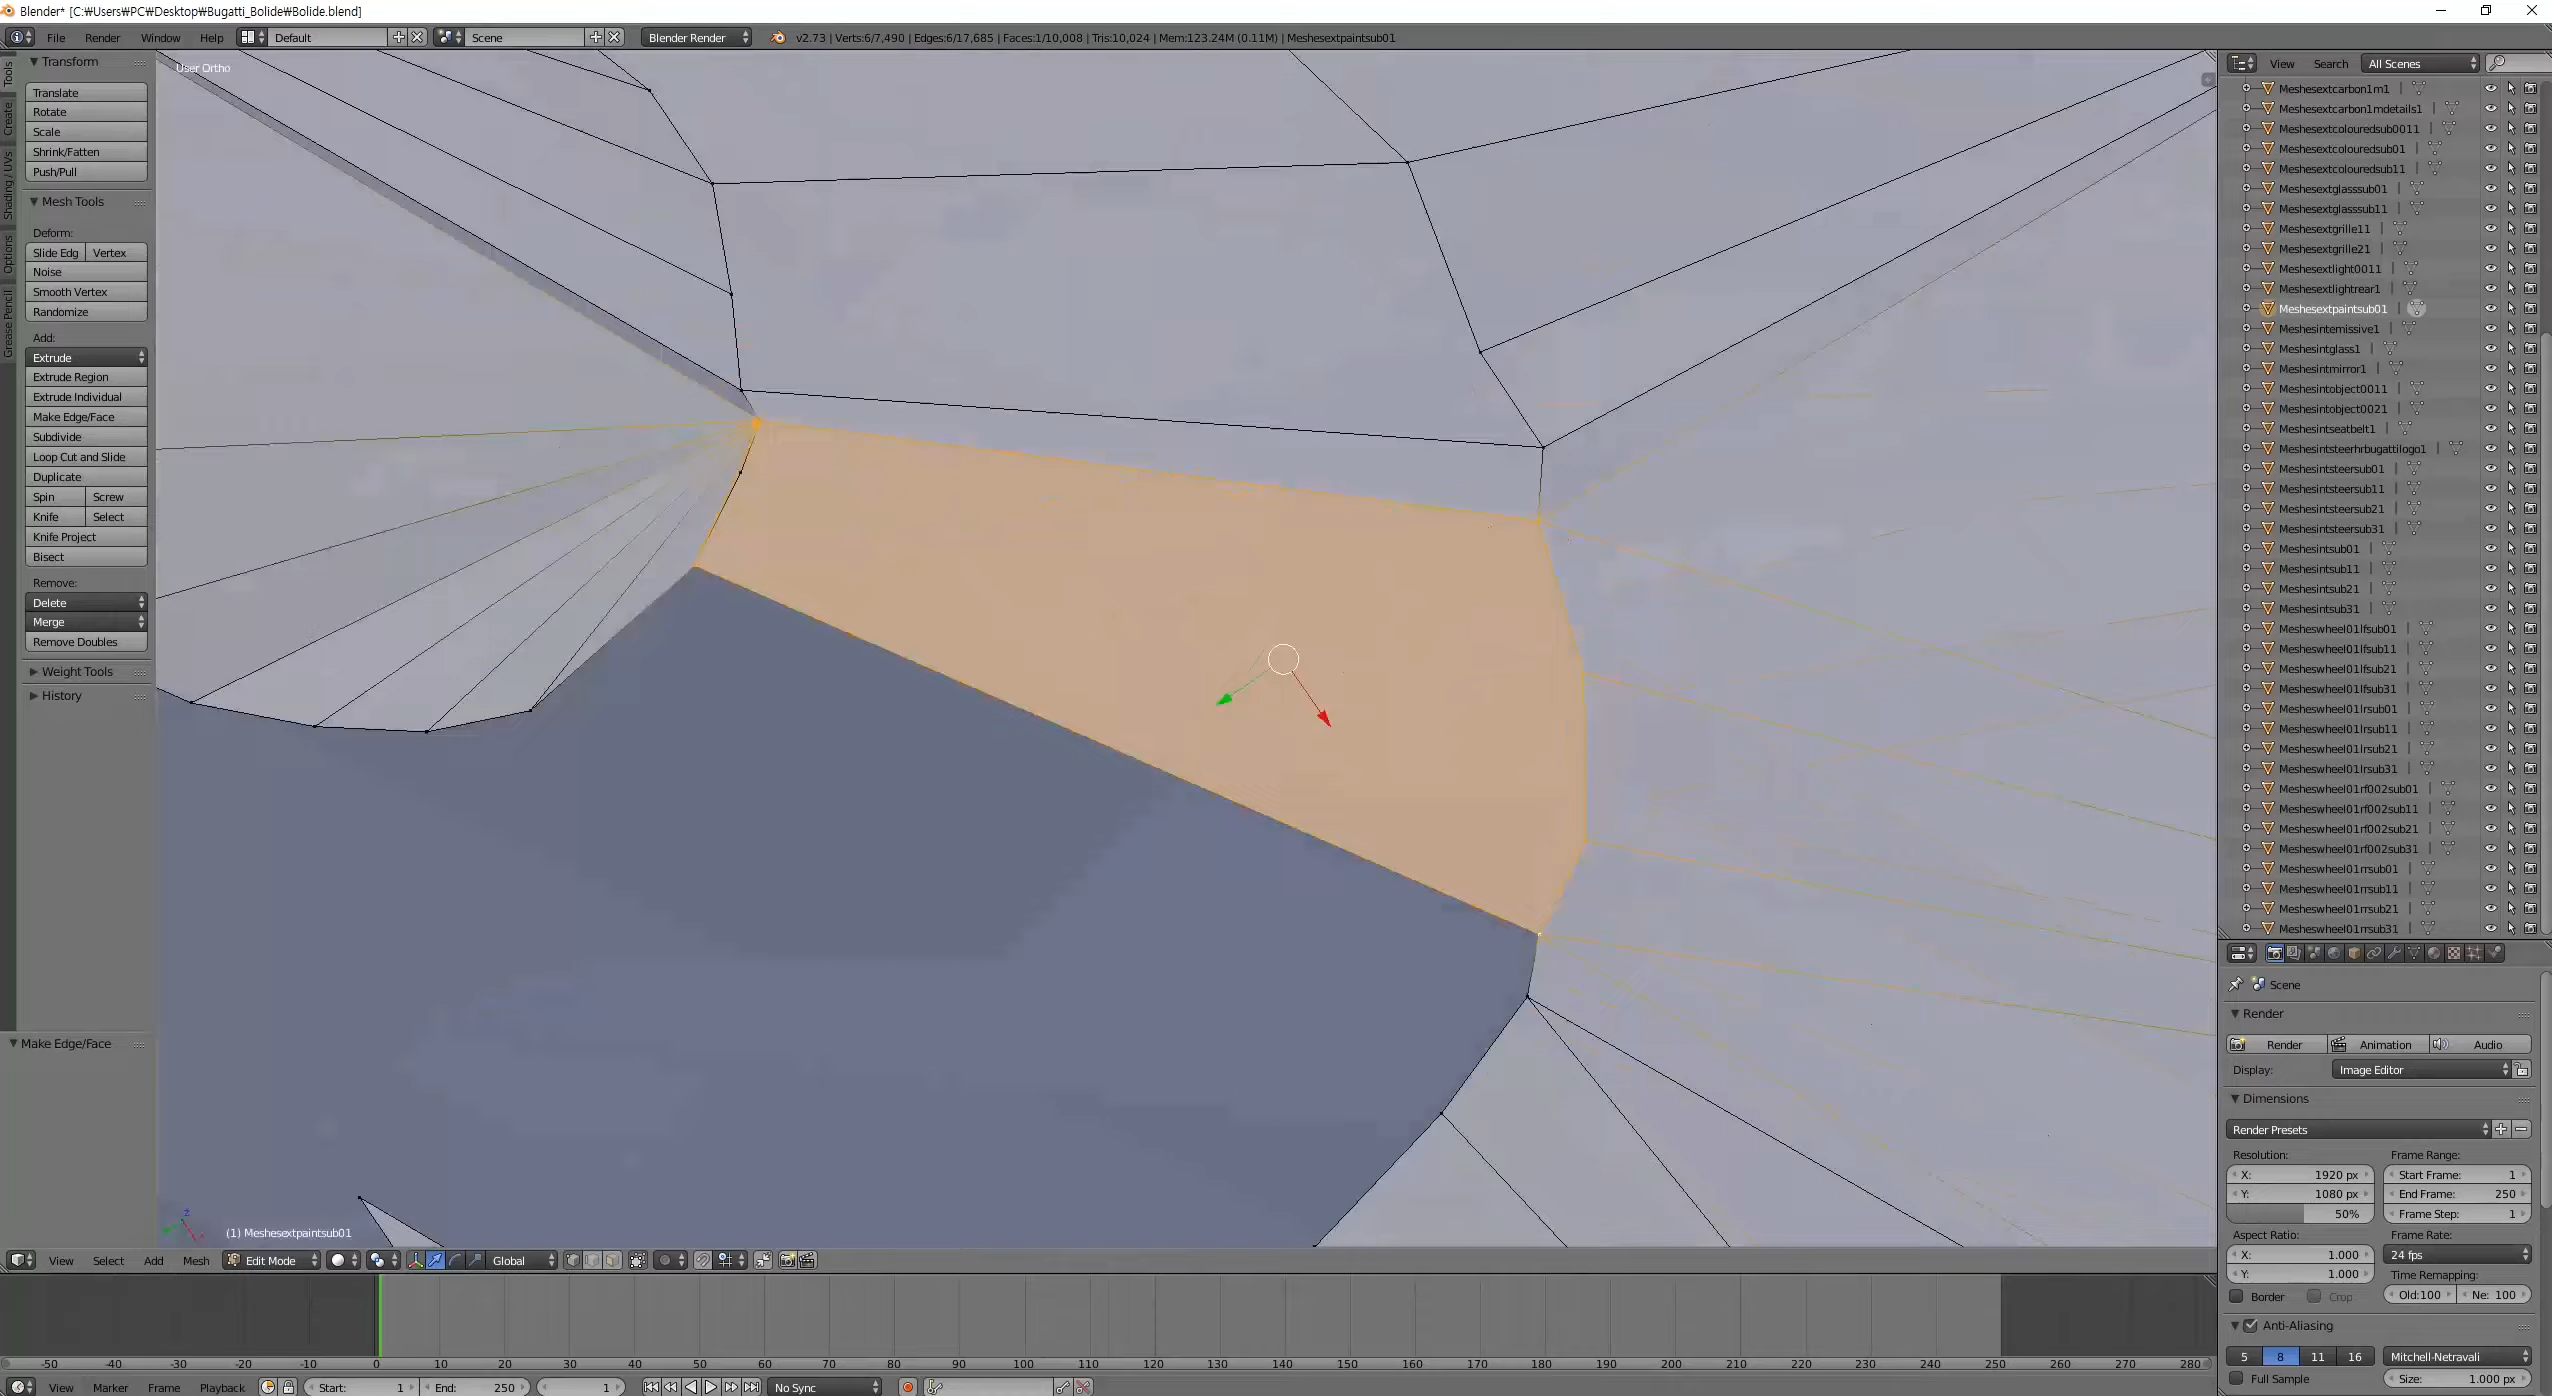 Blender* [C:₩Users₩PC₩Desktop₩Bugatti_Bolide₩Bolide.blend]
File Render Window Help Default Scene Blender Render v2.73 | Verts:6/7,490 | Edges:6/17,685 | Faces:1/10,008 | Tris:10,024 | Mem:123.24M (0.11M) | Meshesextpaintsub01
Tools
Create
Shading / UVs
Options
Grease Pencil
Transform
Translate
Rotate
Scale
Shrink/Fatten
Push/Pull
Mesh Tools
Deform:
Slide Edg Vertex
Noise
Smooth Vertex
Randomize
Add:
Extrude
Extrude Region
Extrude Individual
Make Edge/Face
Subdivide
Loop Cut and Slide
Duplicate
Spin Screw
Knife Select
Knife Project
Bisect
Remove:
Delete
Merge
Remove Doubles
Weight Tools
History
Make Edge/Face
User Ortho
(1) Meshesextpaintsub01
View Select Add Mesh Edit Mode Global
-50 -40 -30 -20 -10 0 10 20 30 40 50 60 70 80 90 100 110 120 130 140 150 160 170 180 190 200 210 220 230 240 250 260 270 280
View Marker Frame Playback Start: 1 End: 250 1 No Sync
View Search All Scenes
Meshesextcarbon1m1
Meshesextcarbon1mdetails1
Meshesextcolouredsub0011
Meshesextcolouredsub01
Meshesextcolouredsub11
Meshesextglasssub01
Meshesextglasssub11
Meshesextgrille11
Meshesextgrille21
Meshesextlight0011
Meshesextlightrear1
Meshesextpaintsub01
Meshesintemissive1
Meshesintglass1
Meshesintmirror1
Meshesintobject0011
Meshesintobject0021
Meshesintseatbelt1
Meshesintsteerhrbugattilogo1
Meshesintsteersub01
Meshesintsteersub11
Meshesintsteersub21
Meshesintsteersub31
Meshesintsub01
Meshesintsub11
Meshesintsub21
Meshesintsub31
Mesheswheel01lfsub01
Mesheswheel01lfsub11
Mesheswheel01lfsub21
Mesheswheel01lfsub31
Mesheswheel01lrsub01
Mesheswheel01lrsub11
Mesheswheel01lrsub21
Mesheswheel01lrsub31
Mesheswheel01rf002sub01
Mesheswheel01rf002sub11
Mesheswheel01rf002sub21
Mesheswheel01rf002sub31
Mesheswheel01rrsub01
Mesheswheel01rrsub11
Mesheswheel01rrsub21
Mesheswheel01rrsub31
Scene
Render
Render Animation Audio
Display: Image Editor
Dimensions
Render Presets
Resolution: Frame Range:
X: 1920 px Start Frame: 1
Y: 1080 px End Frame: 250
50% Frame Step: 1
Aspect Ratio: Frame Rate:
X: 1.000 24 fps
Y: 1.000 Time Remapping:
Border Crop Old:100 Ne: 100
Anti-Aliasing
5 8 11 16 Mitchell-Netravali
Full Sample Size: 1.000 px